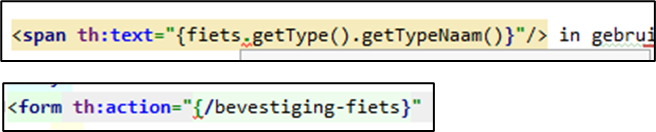 <span th:text="{fiets.getType().getTypeNaam()}"/> in gebrui
<form th:action="{/bevestiging-fiets}"